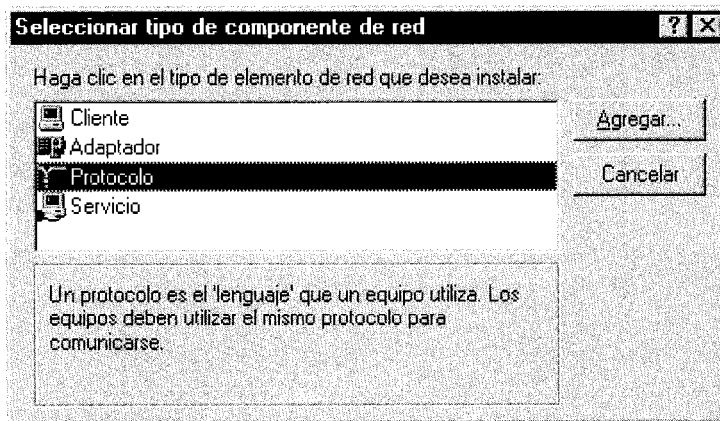 Seleccionar tipo de componente de red
Haga clic en el tipo de elemento de red que desea instalar:
Cliente
Adaptador
Protocolo
Servicio
Agregar...
Cancelar
Un protocolo es el 'lenguaje' que un equipo utiliza. Los
equipos deben utilizar el mismo protocolo para
comunicarse.